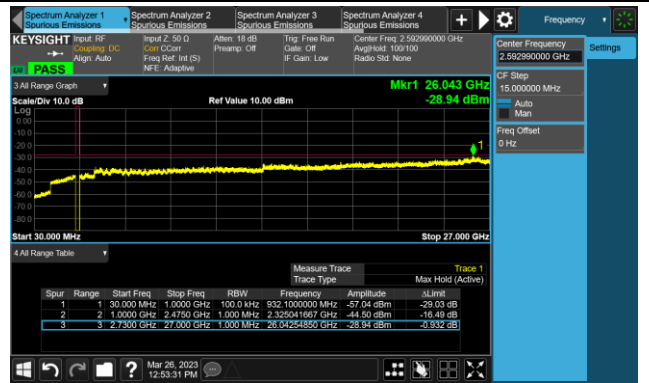 Spectrum Analyzer 1
Spurious Emissions
Spectrum Analyzer 2
Spurious Emissions
Spectrum Analyzer 3
Spurious Emissions
Spectrum Analyzer 4
Spurious Emissions
Frequency
KEYSIGHT
Input: RF
Coupling: DC
Align: Auto
Input Z: 50 Ω
Corr CCorr
Freq Ref: Int (S)
NFE: Adaptive
Atten: 18 dB
Preamp: Off
Trig: Free Run
Gate: Off
IF Gain: Low
Center Freq: 2.592990000 GHz
Avg|Hold: 100/100
Radio Std: None
PASS
Center Frequency
2.592990000 GHz
Settings
CF Step
15.000000 MHz
Auto
Man
Freq Offset
0 Hz
3 All Range Graph
Mkr1 26.043 GHz
Scale/Div 10.0 dB
Ref Value 10.00 dBm
-28.94 dBm
Log
0.00
-10.0
-20.0
-30.0
-40.0
-50.0
-60.0
-70.0
-80.0
1
Start 30.000 MHz
Stop 27.000 GHz
4 All Range Table
Measure Trace Trace 1
Trace Type Max Hold (Active)
Spur Range Start Freq Stop Freq RBW Frequency Amplitude ΔLimit
1 1 30.000 MHz 1.0000 GHz 100.0 kHz 932.1000000 MHz -57.04 dBm -29.03 dB
2 2 1.0000 GHz 2.4750 GHz 1.000 MHz 2.325041667 GHz -44.50 dBm -16.49 dB
3 3 2.7300 GHz 27.000 GHz 1.000 MHz 26.04254850 GHz -28.94 dBm -0.932 dB
Mar 26, 2023
12:53:31 PM